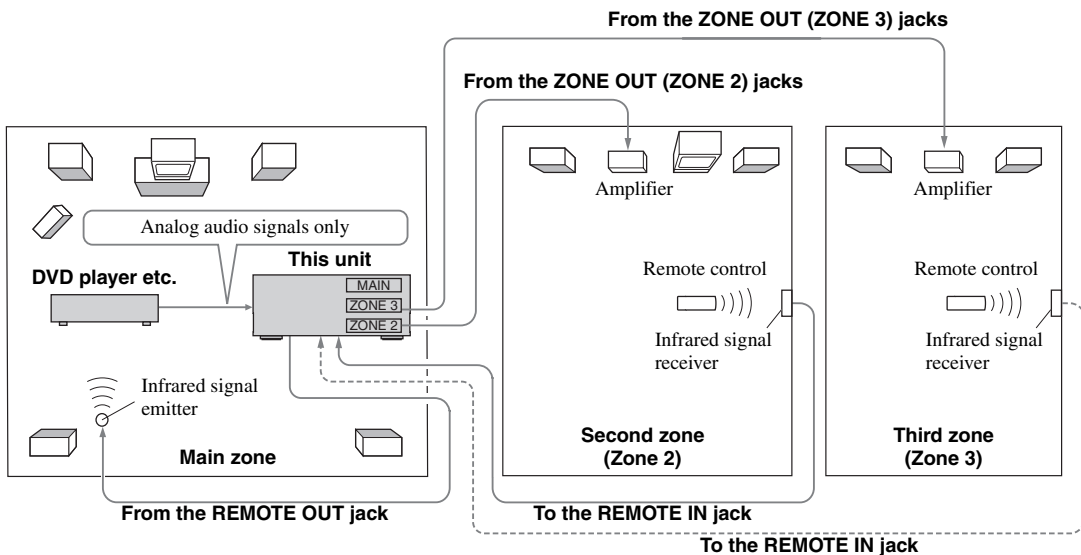 From the ZONE OUT (ZONE 3) jacks
From the ZONE OUT (ZONE 2) jacks
Amplifier
Amplifier
Analog audio signals only
This unit
DVD player etc.
MAIN
ZONE 3
ZONE 2
Remote control
Remote control
Infrared signal
receiver
Infrared signal
receiver
Infrared signal
emitter
Main zone
Second zone
(Zone 2)
Third zone
(Zone 3)
From the REMOTE OUT jack
To the REMOTE IN jack
To the REMOTE IN jack